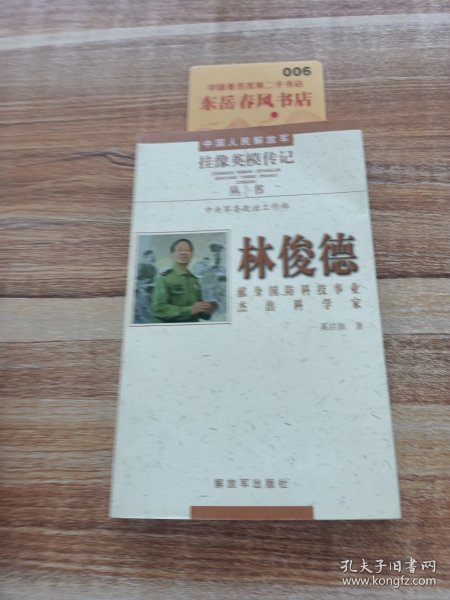 006
中国著名民族二手书店
东岳春风书店
中国人民解放军
挂像英模传记
丛书
中央军委政治工作部
林俊德
献身国防科技事业
杰出科学家
著
解放军出版社
孔夫子旧书网
www.kongfz.com